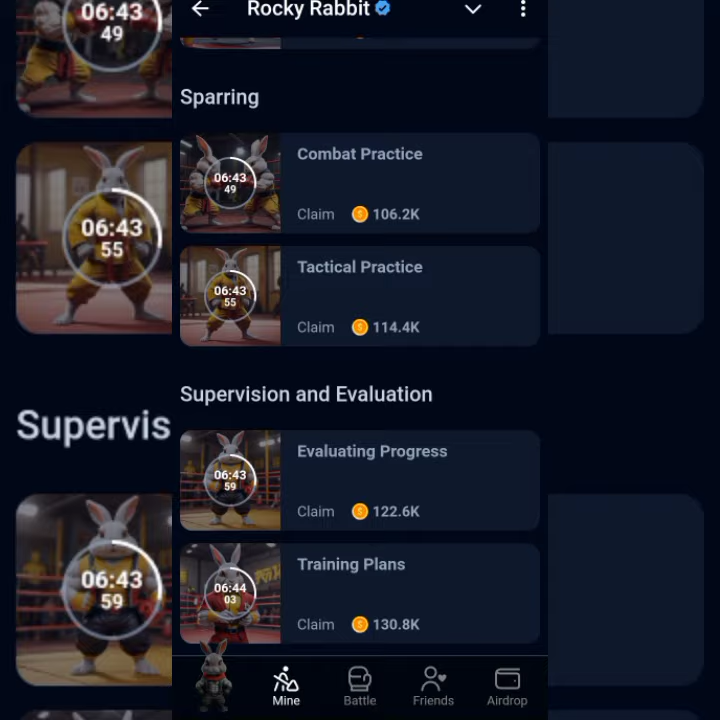 Rocky Rabbit
Sparring
Combat Practice
06:43
49
Claim 106.2K
Tactical Practice
06:43
55
Claim 114.4K
Supervision and Evaluation
Evaluating Progress
06:43
59
Claim 122.6K
Training Plans
06:44
03
Claim 130.8K
Mine Battle Friends Airdrop
06:43
49
06:43
55
Supervis
06:43
59